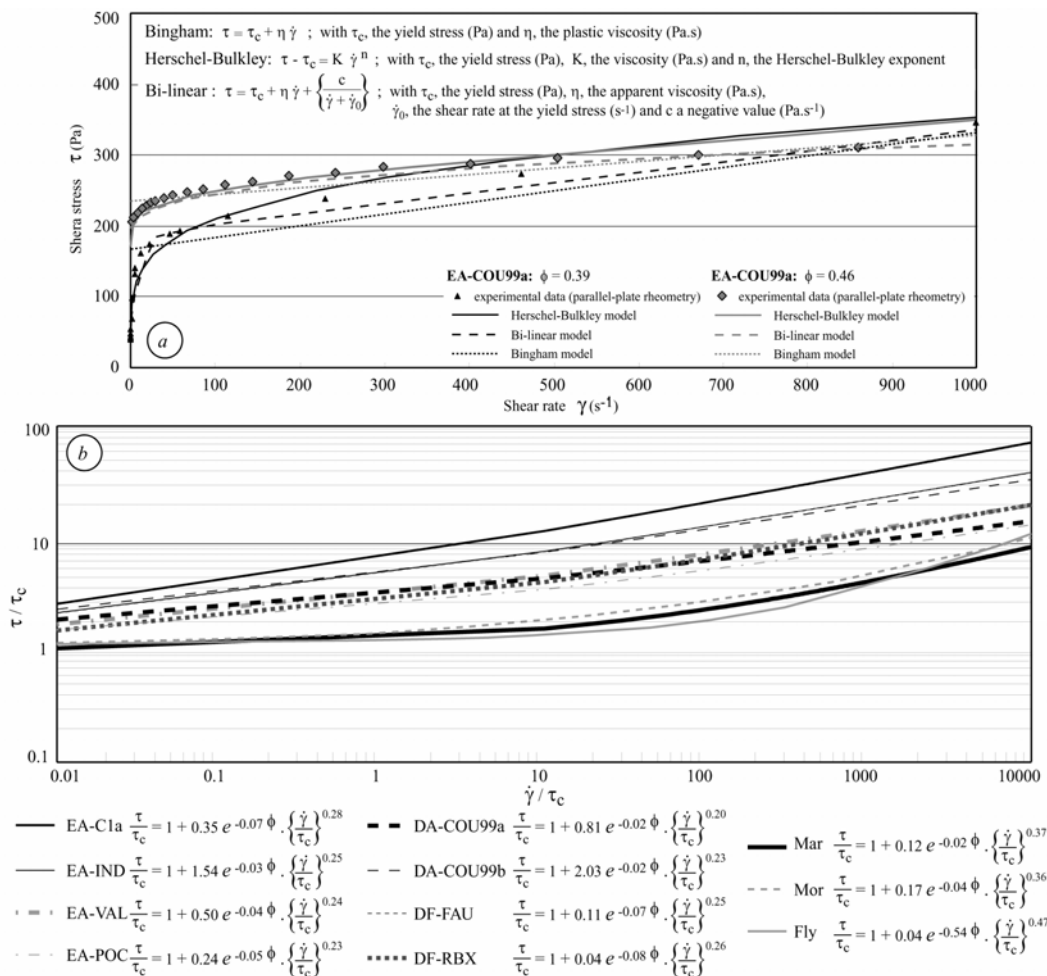 500
Bingham: τ = τc + η γ̇ ; with τc, the yield stress (Pa) and η, the plastic viscosity (Pa.s)
Herschel-Bulkley: τ - τc = K γ̇ n ; with τc, the yield stress (Pa), K, the viscosity (Pa.s) and n, the Herschel-Bulkley exponent
Bi-linear : τ = τc + η γ̇ + { c / γ̇ + γ̇0 } ; with τc, the yield stress (Pa), η, the apparent viscosity (Pa.s),
γ̇0, the shear rate at the yield stress (s-1) and c a negative value (Pa.s-1)
400
300
200
100
0
Shera stress τ (Pa)
EA-COU99a: ϕ = 0.39
▲ experimental data (parallel-plate rheometry)
Herschel-Bulkley model
Bi-linear model
Bingham model
EA-COU99a: ϕ = 0.46
◆ experimental data (parallel-plate rheometry)
Herschel-Bulkley model
Bi-linear model
Bingham model
a
0 100 200 300 400 500 600 700 800 900 1000
Shear rate γ (s-1)
b
100
10
1
0.1
τ / τc
0.01 0.1 1 10 100 1000 10000
γ̇ / τc
EA-C1a τ/τc = 1 + 0.35 e -0.07 ϕ . {γ̇/τc} 0.28
EA-IND τ/τc = 1 + 1.54 e -0.03 ϕ . {γ̇/τc} 0.25
EA-VAL τ/τc = 1 + 0.50 e -0.04 ϕ . {γ̇/τc} 0.24
EA-POC τ/τc = 1 + 0.24 e -0.05 ϕ . {γ̇/τc} 0.23
DA-COU99a τ/τc = 1 + 0.81 e -0.02 ϕ . {γ̇/τc} 0.20
DA-COU99b τ/τc = 1 + 2.03 e -0.02 ϕ . {γ̇/τc} 0.23
DF-FAU τ/τc = 1 + 0.11 e -0.07 ϕ . {γ̇/τc} 0.25
DF-RBX τ/τc = 1 + 0.04 e -0.08 ϕ . {γ̇/τc} 0.26
Mar τ/τc = 1 + 0.12 e -0.02 ϕ . {γ̇/τc} 0.37
Mor τ/τc = 1 + 0.17 e -0.04 ϕ . {γ̇/τc} 0.36
Fly τ/τc = 1 + 0.04 e -0.54 ϕ . {γ̇/τc} 0.47